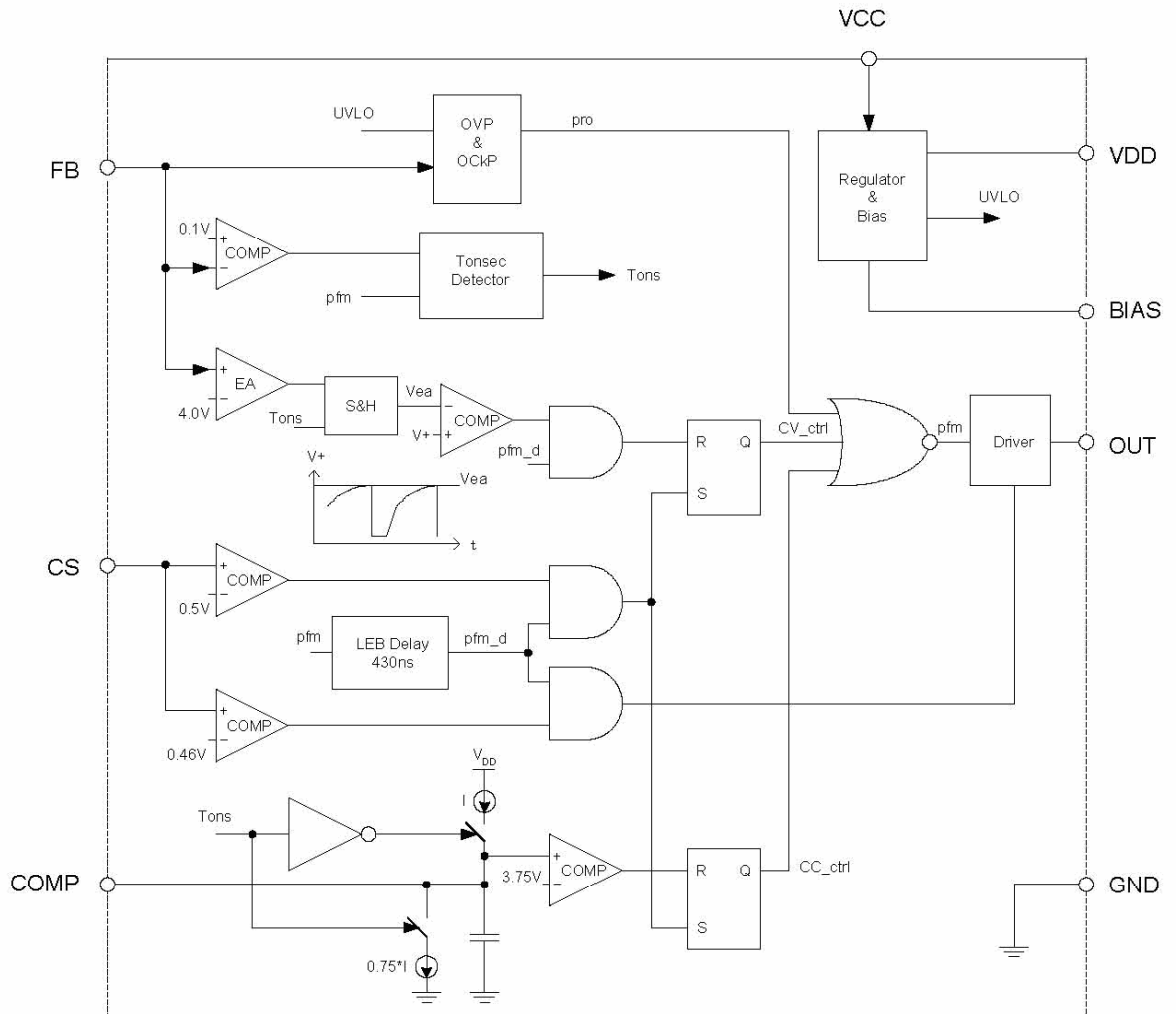 VCC
UVLO
OVP
&
OCkP
pro
FB
VDD
Regulator
&
Bias
UVLO
0.1V
+
COMP
−
Tonsec
Detector
Tons
pfm
BIAS
+
EA
−
4.0V
S&H
Tons
Vea
−
COMP
V+
+
pfm_d
R
Q
S
CV_ctrl
pfm
Driver
OUT
V+
Vea
t
CS
+
COMP
−
0.5V
pfm
LEB Delay
430ns
pfm_d
+
COMP
−
0.46V
VDD
I
Tons
+
COMP
3.75V
−
R
Q
S
CC_ctrl
COMP
GND
0.75*I